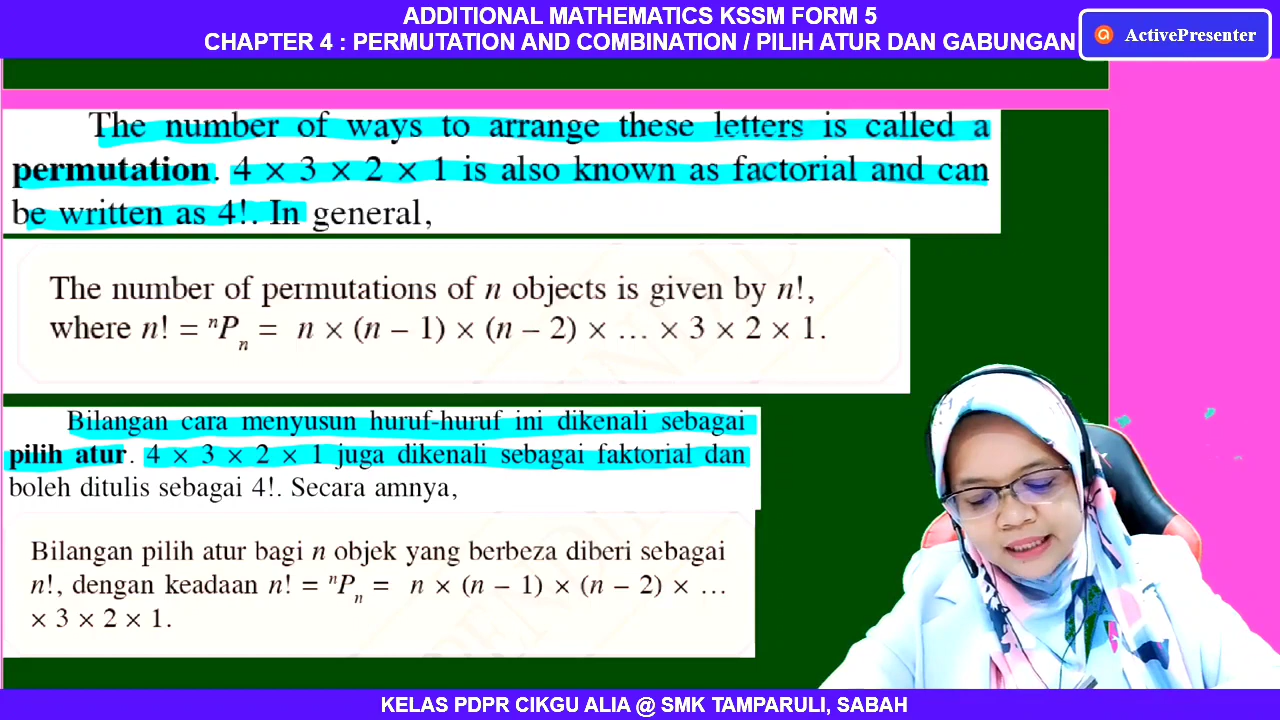 ADDITIONAL MATHEMATICS KSSM FORM 5
CHAPTER 4 : PERMUTATION AND COMBINATION / PILIH ATUR DAN GABUNGAN
ActivePresenter
The number of ways to arrange these letters is called a
permutation. 4 × 3 × 2 × 1 is also known as factorial and can
be written as 4!. In general,
The number of permutations of n objects is given by n!,
where n! = ⁿPₙ = n × (n – 1) × (n – 2) × … × 3 × 2 × 1.
Bilangan cara menyusun huruf-huruf ini dikenali sebagai
pilih atur. 4 × 3 × 2 × 1 juga dikenali sebagai faktorial dan
boleh ditulis sebagai 4!. Secara amnya,
Bilangan pilih atur bagi n objek yang berbeza diberi sebagai
n!, dengan keadaan n! = ⁿPₙ = n × (n – 1) × (n – 2) × …
× 3 × 2 × 1.
KELAS PDPR CIKGU ALIA @ SMK TAMPARULI, SABAH